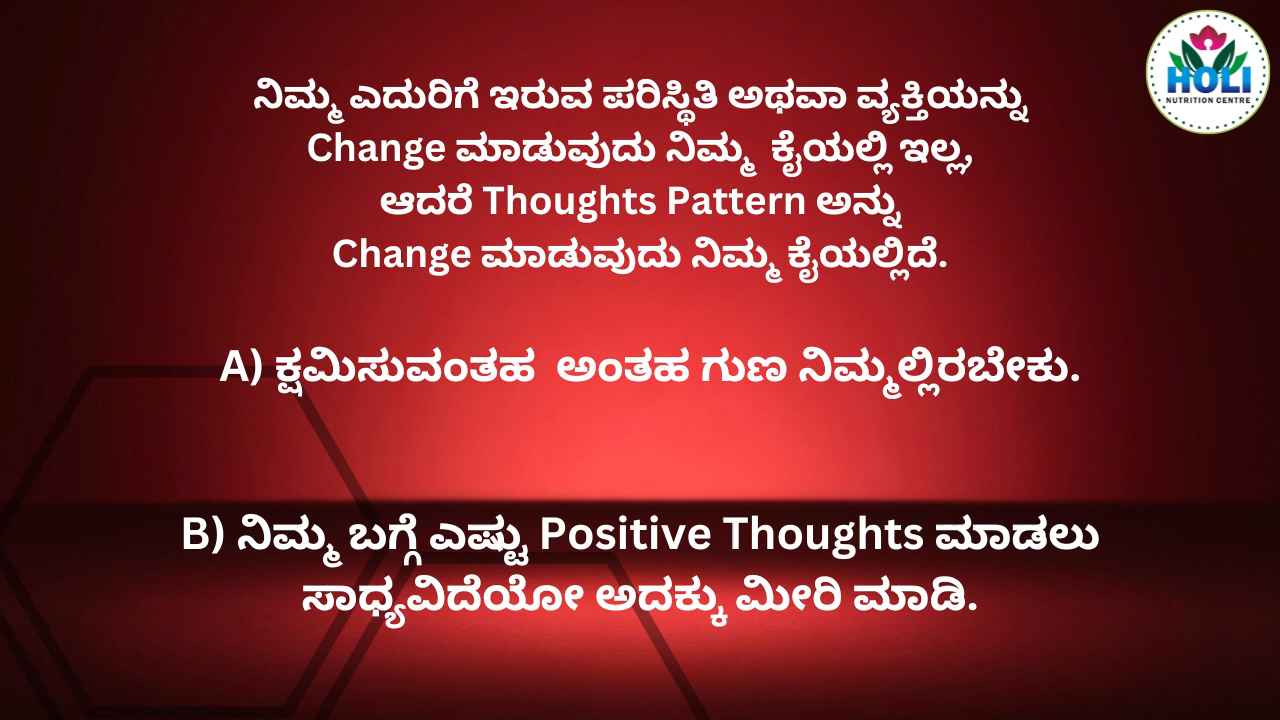 HOLI
NUTRITION CENTRE
ನಿಮ್ಮ ಎದುರಿಗೆ ಇರುವ ಪರಿಸ್ಥಿತಿ ಅಥವಾ ವ್ಯಕ್ತಿಯನ್ನು
Change ಮಾಡುವುದು ನಿಮ್ಮ ಕೈಯಲ್ಲಿ ಇಲ್ಲ,
ಆದರೆ Thoughts Pattern ಅನ್ನು
Change ಮಾಡುವುದು ನಿಮ್ಮ ಕೈಯಲ್ಲಿದೆ.
A) ಕ್ಷಮಿಸುವಂತಹ ಅಂತಹ ಗುಣ ನಿಮ್ಮಲ್ಲಿರಬೇಕು.
B) ನಿಮ್ಮ ಬಗ್ಗೆ ಎಷ್ಟು Positive Thoughts ಮಾಡಲು
ಸಾಧ್ಯವಿದೆಯೋ ಅದಕ್ಕು ಮೀರಿ ಮಾಡಿ.